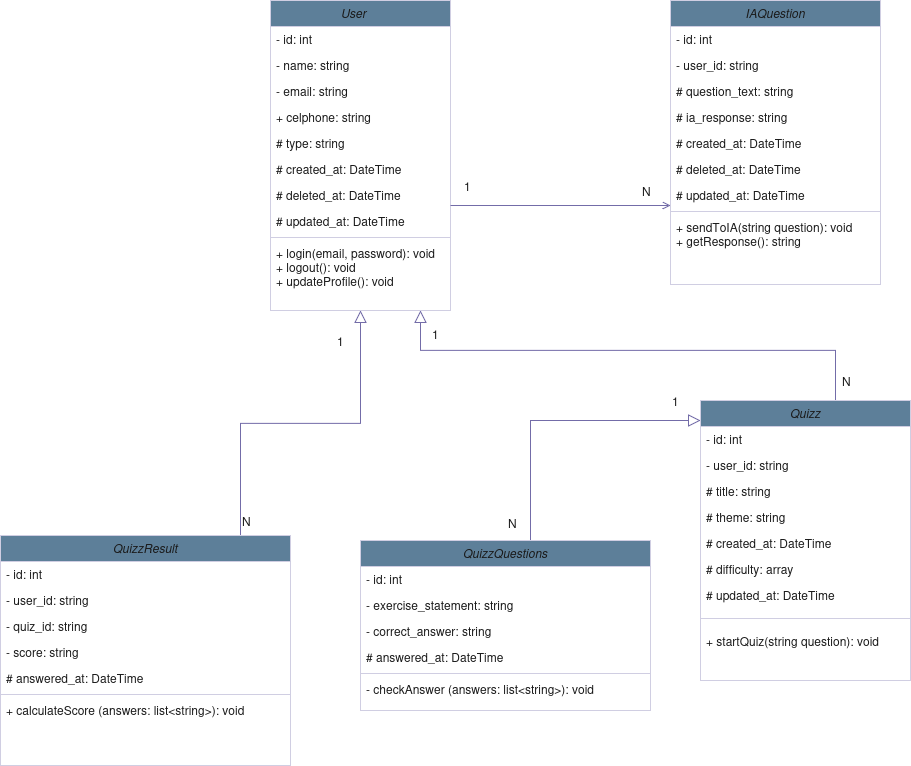 User
- id: int
- name: string
- email: string
+ celphone: string
# type: string
# created_at: DateTime
# deleted_at: DateTime
# updated_at: DateTime
+ login(email, password): void
+ logout(): void
+ updateProfile(): void
1
N
IAQuestion
- id: int
- user_id: string
# question_text: string
# ia_response: string
# created_at: DateTime
# deleted_at: DateTime
# updated_at: DateTime
+ sendToIA(string question): void
+ getResponse(): string
1
1
N
1
N
N
Quizz
- id: int
- user_id: string
# title: string
# theme: string
# created_at: DateTime
# difficulty: array
# updated_at: DateTime
+ startQuiz(string question): void
QuizzResult
- id: int
- user_id: string
- quiz_id: string
- score: string
# answered_at: DateTime
+ calculateScore (answers: list<string>): void
QuizzQuestions
- id: int
- exercise_statement: string
- correct_answer: string
# answered_at: DateTime
- checkAnswer (answers: list<string>): void